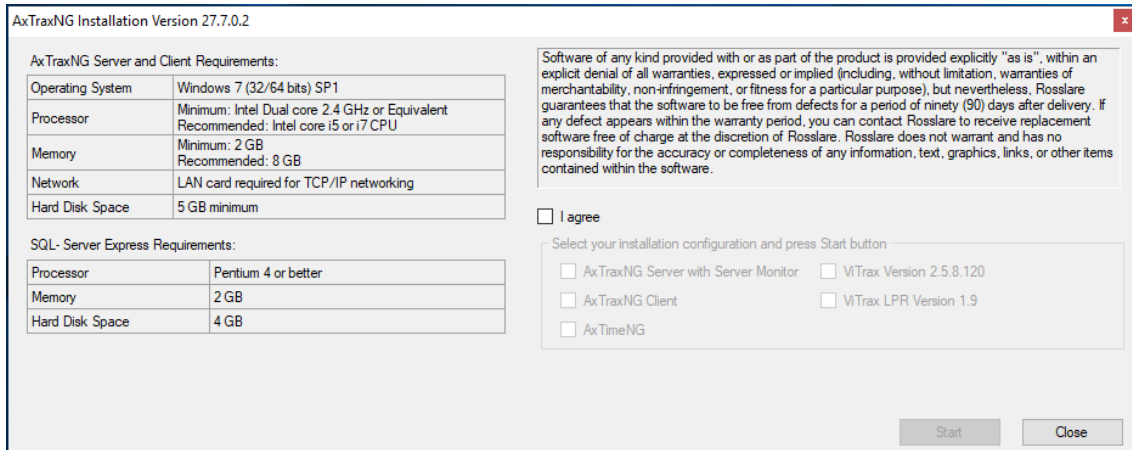 AxTraxNG Installation Version 27.7.0.2
x
AxTraxNG Server and Client Requirements:
Operating System Windows 7 (32/64 bits) SP1
Processor Minimum: Intel Dual core 2.4 GHz or Equivalent
Recommended: Intel core i5 or i7 CPU
Memory Minimum: 2 GB
Recommended: 8 GB
Network LAN card required for TCP/IP networking
Hard Disk Space 5 GB minimum
SQL- Server Express Requirements:
Processor Pentium 4 or better
Memory 2 GB
Hard Disk Space 4 GB
Software of any kind provided with or as part of the product is provided explicitly "as is", within an
explicit denial of all warranties, expressed or implied (including, without limitation, warranties of
merchantability, non-infringement, or fitness for a particular purpose), but nevertheless, Rosslare
guarantees that the software to be free from defects for a period of ninety (90) days after delivery. If
any defect appears within the warranty period, you can contact Rosslare to receive replacement
software free of charge at the discretion of Rosslare. Rosslare does not warrant and has no
responsibility for the accuracy or completeness of any information, text, graphics, links, or other items
contained within the software.
I agree
Select your installation configuration and press Start button
AxTraxNG Server with Server Monitor ViTrax Version 2.5.8.120
AxTraxNG Client ViTrax LPR Version 1.9
AxTimeNG
Start Close